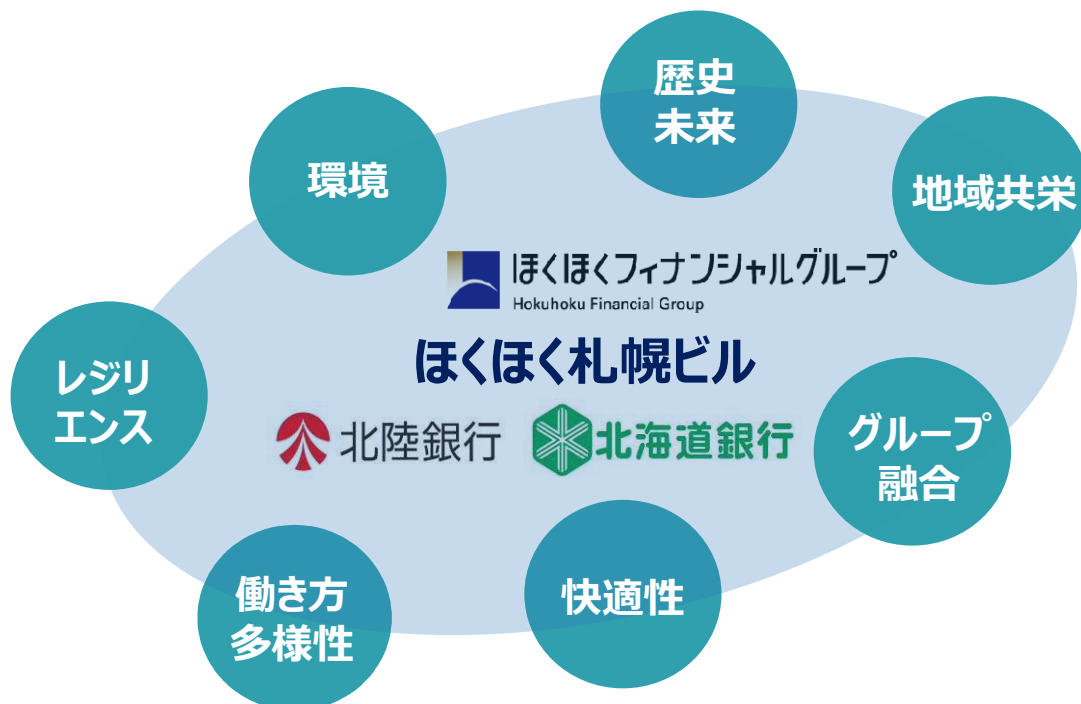 歴史
未来
環境
地域共栄
ほくほくフィナンシャルグループ
Hokuhoku Financial Group
ほくほく札幌ビル
レジリ
エンス
北陸銀行
北海道銀行
グループ
融合
働き方
多様性
快適性